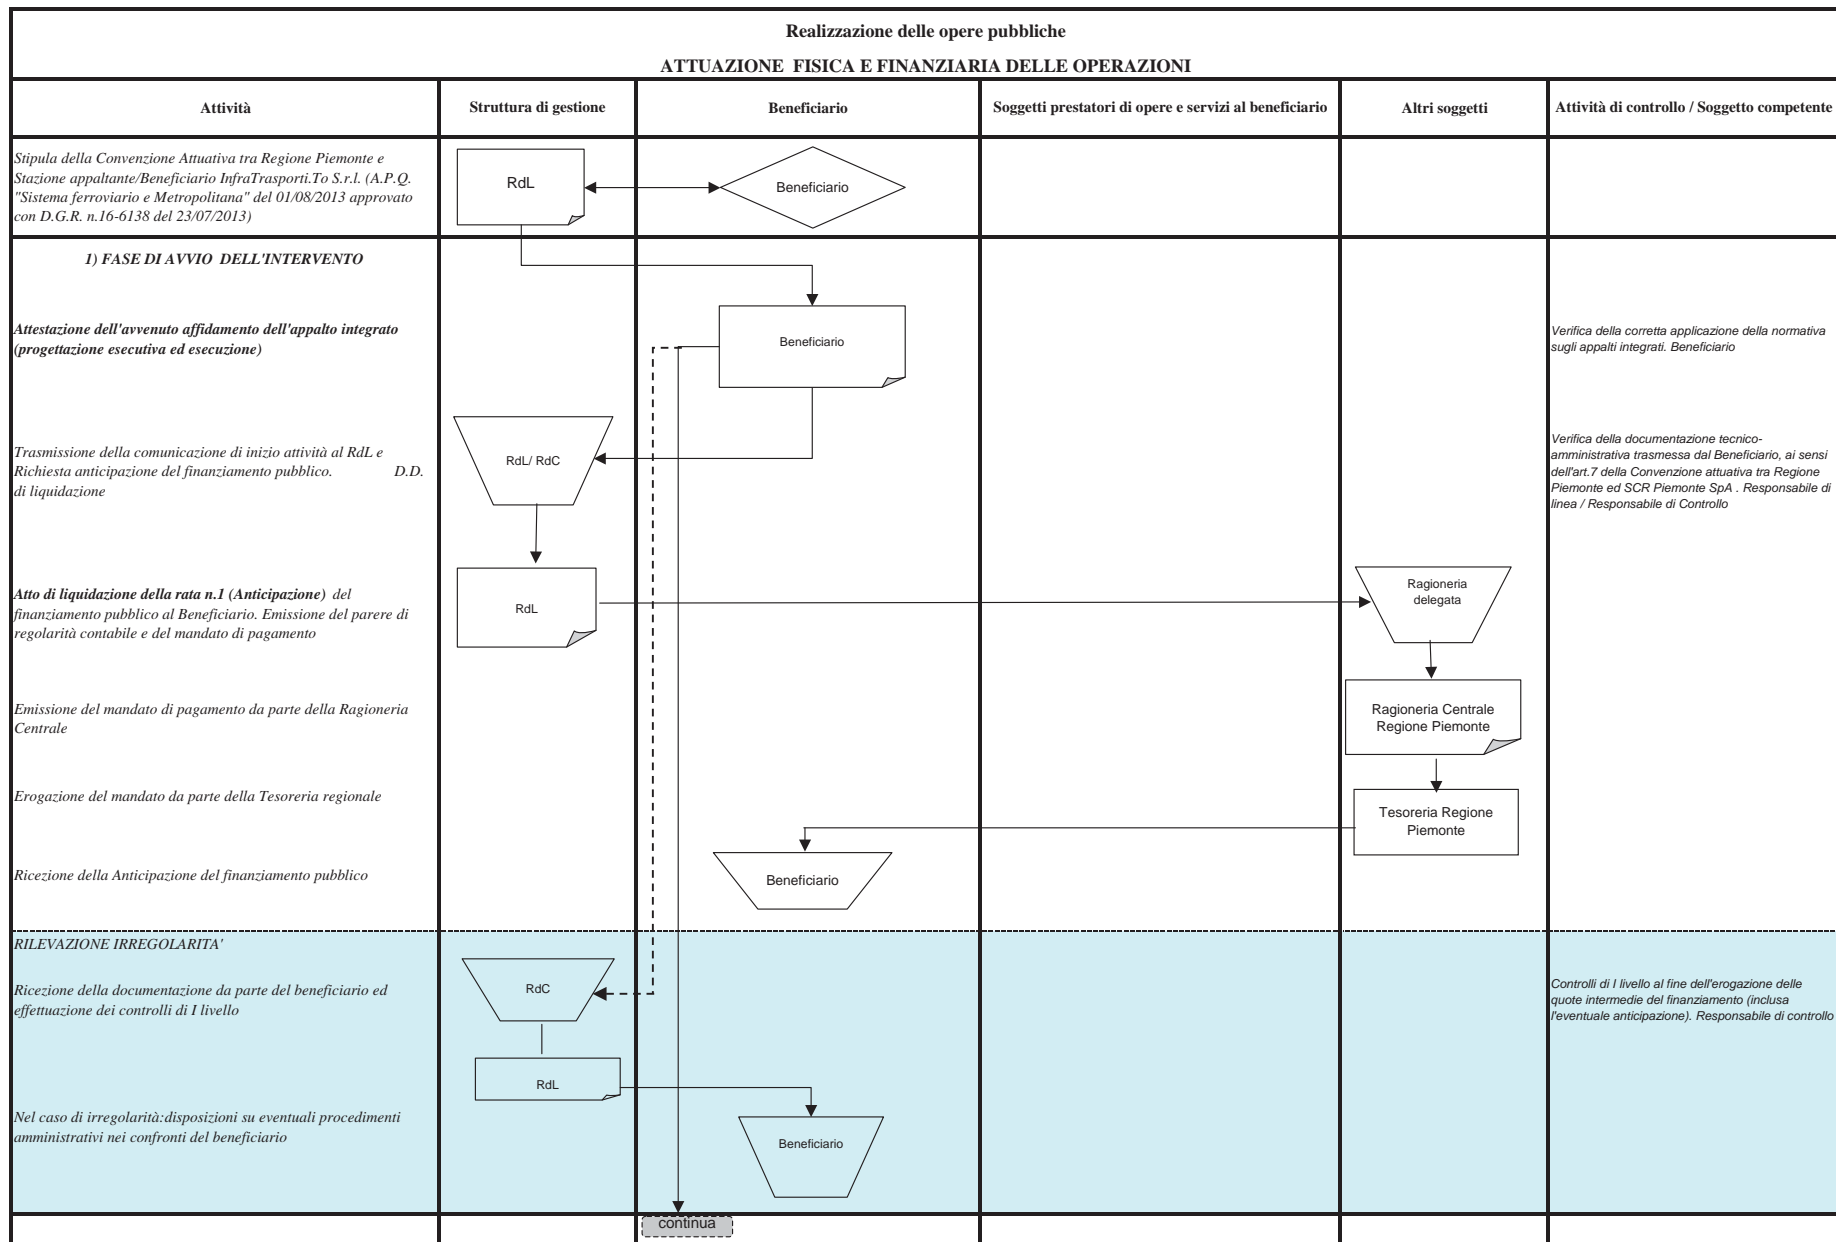 Realizzazione delle opere pubbliche
ATTUAZIONE FISICA E FINANZIARIA DELLE OPERAZIONI
Attività
Struttura di gestione
Beneficiario
Soggetti prestatori di opere e servizi al beneficiario
Altri soggetti
Attività di controllo / Soggetto competente
Stipula della Convenzione Attuativa tra Regione Piemonte e
Stazione appaltante/Beneficiario InfraTrasporti.To S.r.l. (A.P.Q.
"Sistema ferroviario e Metropolitana" del 01/08/2013 approvato
con D.G.R. n.16-6138 del 23/07/2013)
RdL
Beneficiario
1) FASE DI AVVIO DELL'INTERVENTO
Attestazione dell'avvenuto affidamento dell'appalto integrato
(progettazione esecutiva ed esecuzione)
Beneficiario
Verifica della corretta applicazione della normativa
sugli appalti integrati. Beneficiario
Trasmissione della comunicazione di inizio attività al RdL e
Richiesta anticipazione del finanziamento pubblico. D.D.
di liquidazione
RdL/ RdC
Verifica della documentazione tecnico-
amministrativa trasmessa dal Beneficiario, ai sensi
dell'art.7 della Convenzione attuativa tra Regione
Piemonte ed SCR Piemonte SpA . Responsabile di
linea / Responsabile di Controllo
Atto di liquidazione della rata n.1 (Anticipazione) del
finanziamento pubblico al Beneficiario. Emissione del parere di
regolarità contabile e del mandato di pagamento
RdL
Ragioneria
delegata
Emissione del mandato di pagamento da parte della Ragioneria
Centrale
Ragioneria Centrale
Regione Piemonte
Erogazione del mandato da parte della Tesoreria regionale
Tesoreria Regione
Piemonte
Ricezione della Anticipazione del finanziamento pubblico
Beneficiario
RILEVAZIONE IRREGOLARITA'
Ricezione della documentazione da parte del beneficiario ed
effettuazione dei controlli di I livello
RdC
Controlli di I livello al fine dell'erogazione delle
quote intermedie del finanziamento (inclusa
l'eventuale anticipazione). Responsabile di controllo
RdL
Nel caso di irregolarità:disposizioni su eventuali procedimenti
amministrativi nei confronti del beneficiario
Beneficiario
continua